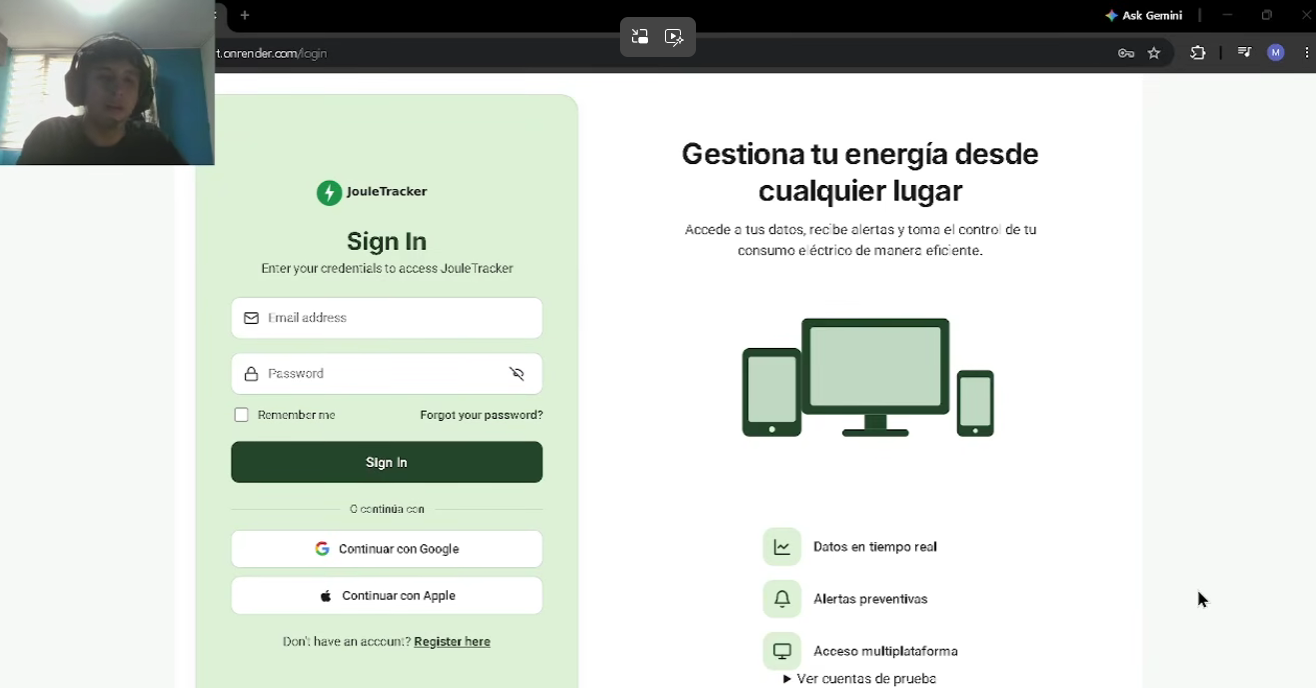 Ask Gemini
t.onrender.com/login
M
JouleTracker
Sign In
Enter your credentials to access JouleTracker
Email address
Password
Remember me
Forgot your password?
Sign In
O continúa con
Continuar con Google
Continuar con Apple
Don't have an account? Register here
Gestiona tu energía desde
cualquier lugar
Accede a tus datos, recibe alertas y toma el control de tu
consumo eléctrico de manera eficiente.
Datos en tiempo real
Alertas preventivas
Acceso multiplataforma
▶ Ver cuentas de prueba